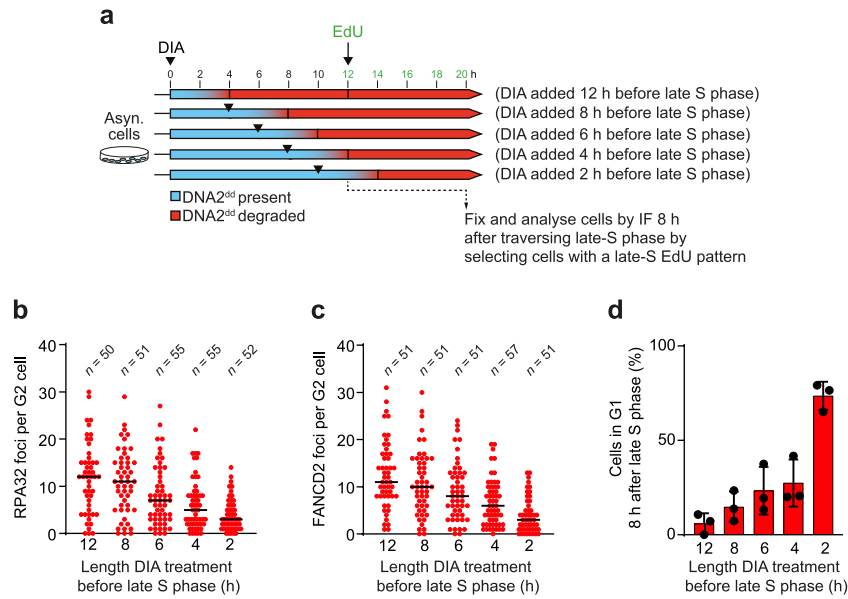 a
EdU
DIA
0 2 4 6 8 10 12 14 16 18 20 h
Asyn.
cells
(DIA added 12 h before late S phase)
(DIA added 8 h before late S phase)
(DIA added 6 h before late S phase)
(DIA added 4 h before late S phase)
(DIA added 2 h before late S phase)
DNA2dd present
DNA2dd degraded
Fix and analyse cells by IF 8 h
after traversing late-S phase by
selecting cells with a late-S EdU pattern
b
RPA32 foci per G2 cell
40
30
20
10
0
n = 50
n = 51
n = 55
n = 55
n = 52
12 8 6 4 2
Length DIA treatment
before late S phase (h)
c
FANCD2 foci per G2 cell
40
30
20
10
0
n = 51
n = 51
n = 51
n = 57
n = 51
12 8 6 4 2
Length DIA treatment
before late S phase (h)
d
Cells in G1
8 h after late S phase (%)
100
50
0
12 8 6 4 2
Length DIA treatment
before late S phase (h)